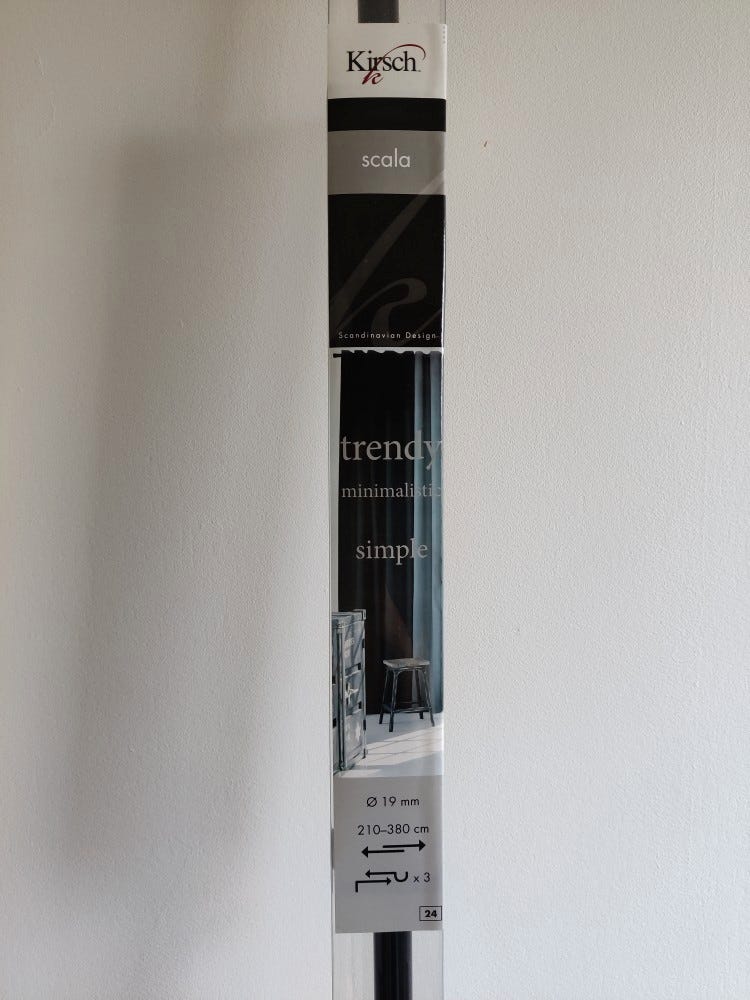 Kirsch
scala
Scandinavian Design
trendy
minimalistic
simple
Ø 19 mm
210–380 cm
x 3
24